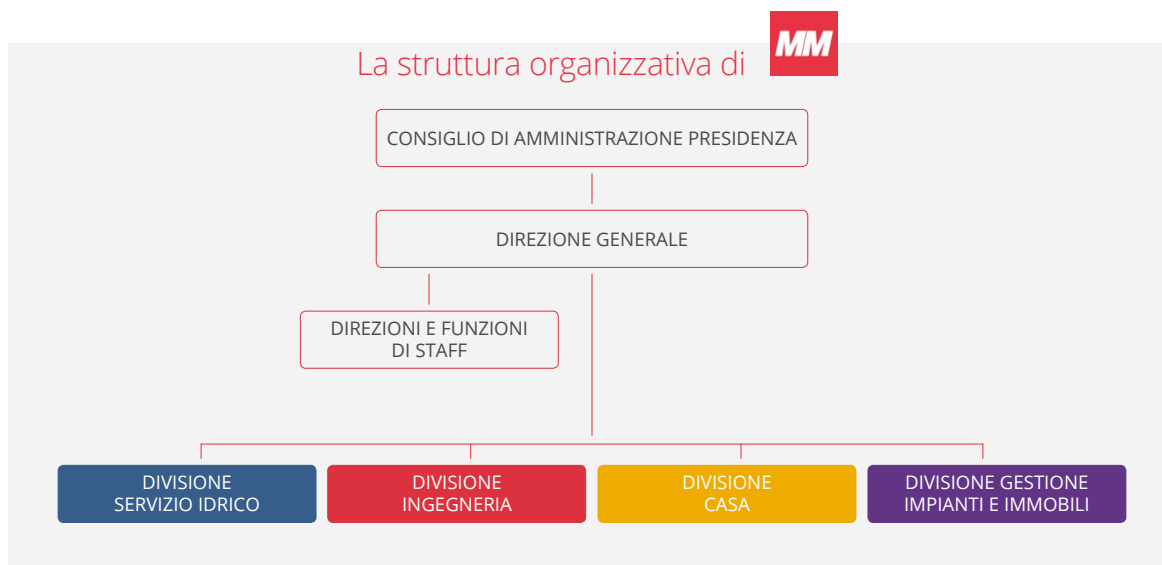 La struttura organizzativa di MM
CONSIGLIO DI AMMINISTRAZIONE PRESIDENZA
DIREZIONE GENERALE
DIREZIONI E FUNZIONI
DI STAFF
DIVISIONE
SERVIZIO IDRICO
DIVISIONE
INGEGNERIA
DIVISIONE
CASA
DIVISIONE GESTIONE
IMPIANTI E IMMOBILI